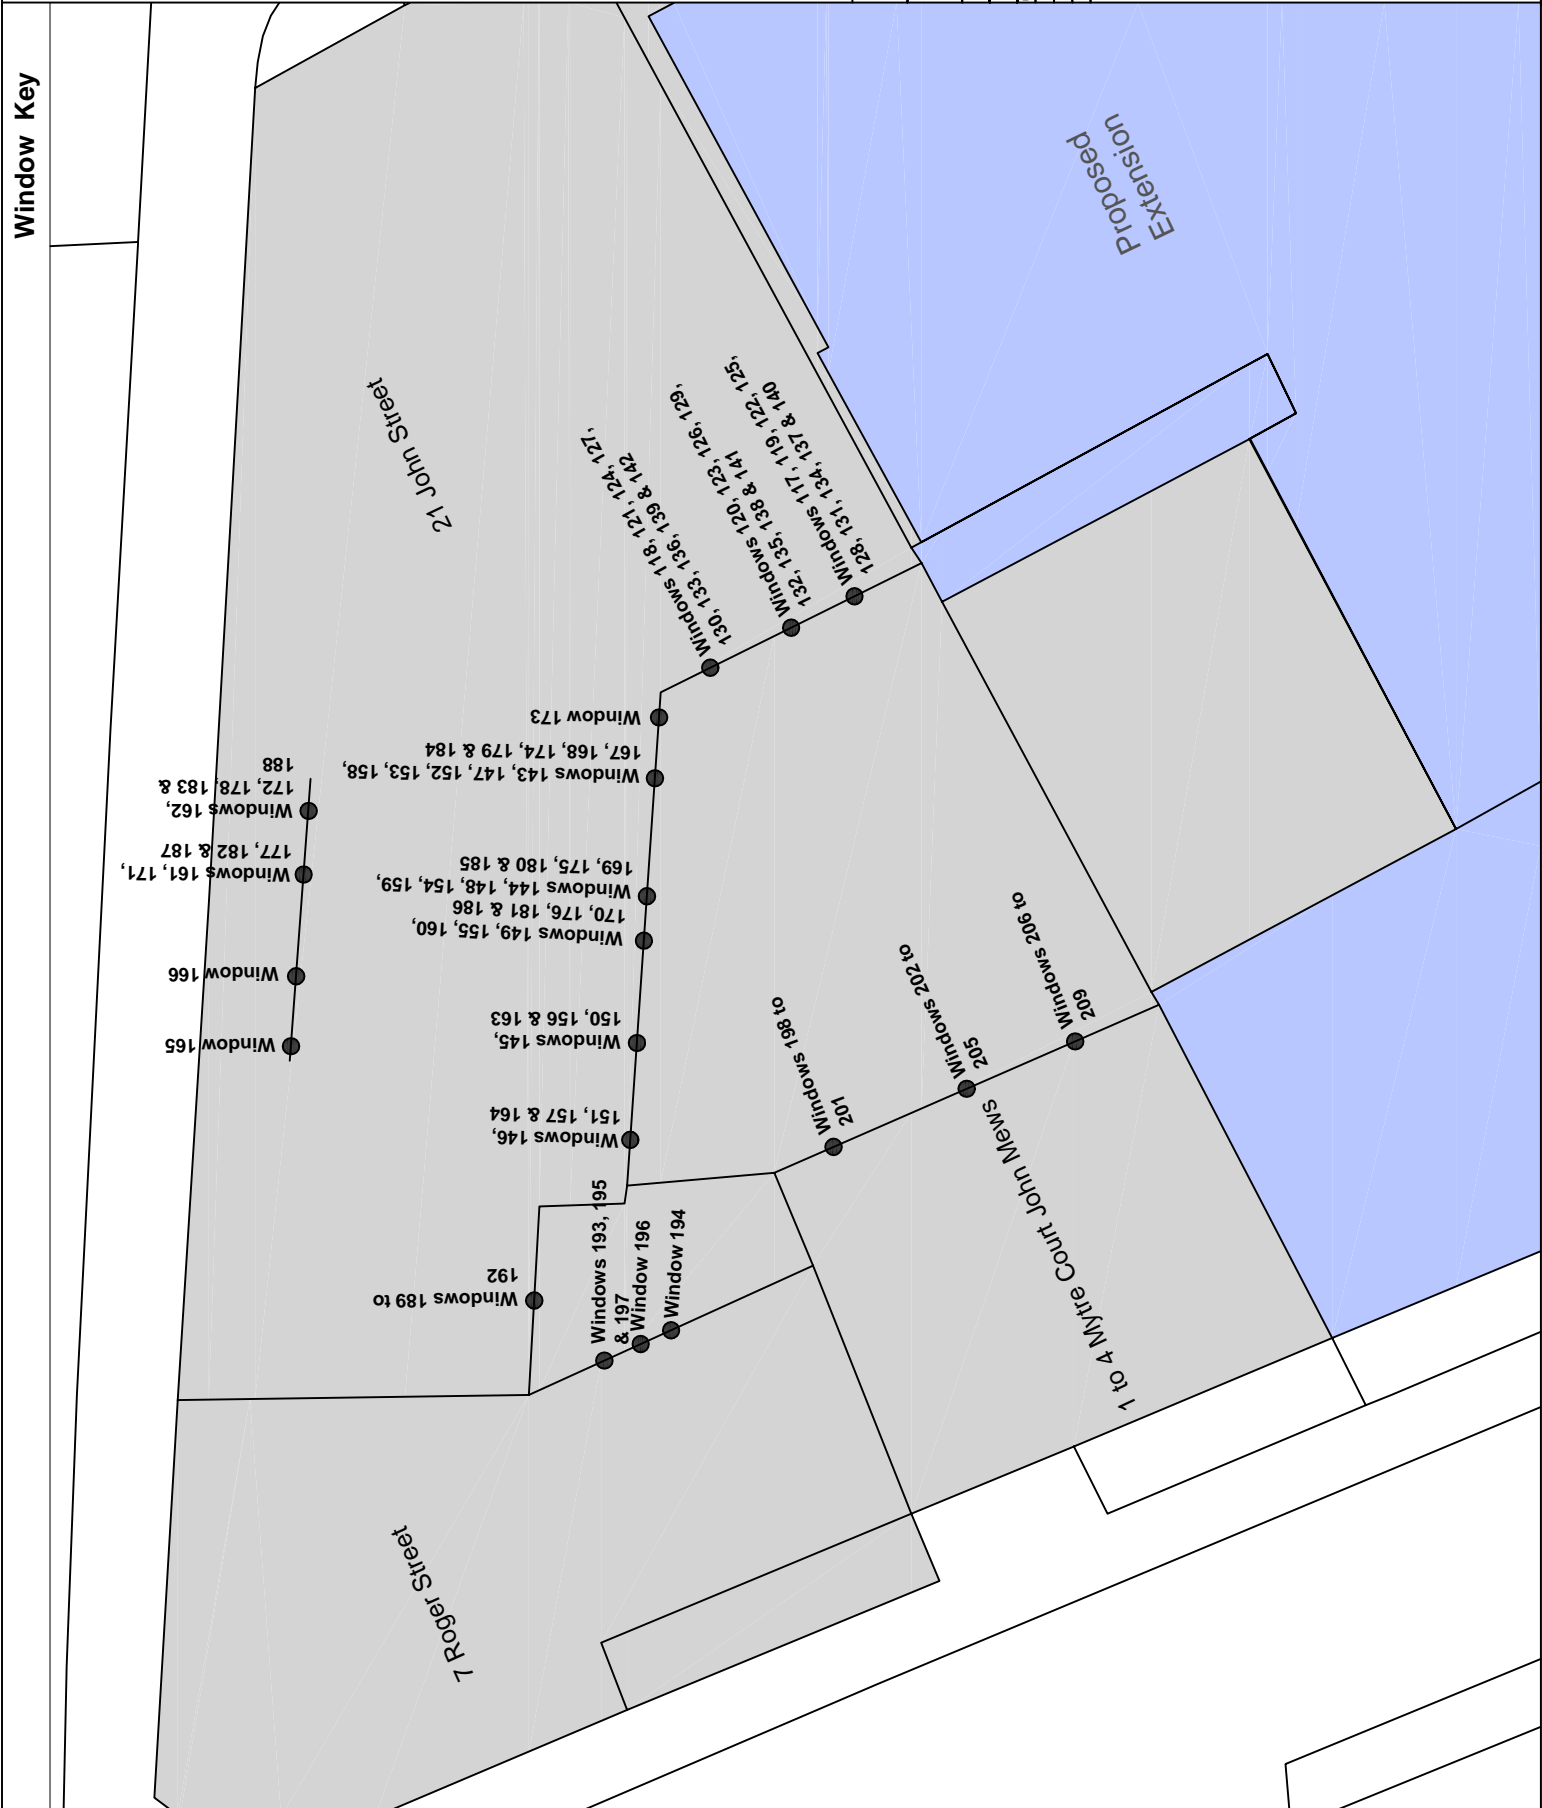 Window Key
Proposed
Extension
21 John Street
Windows 118, 121, 124, 127,
130, 133, 136, 139 & 142
Windows 120, 123, 126, 129,
132, 135, 138 & 141
Windows 117, 119, 122, 125,
128, 131, 134, 137 & 140
Window 173
Windows 143, 147, 152, 153, 158,
167, 168, 174, 179 & 184
Windows 162,
172, 178, 183 &
188
Windows 161, 171,
177, 182 & 187
Windows 144, 148, 154, 159,
169, 175, 180 & 185
Windows 149, 155, 160,
170, 176, 181 & 186
Window 166
Window 165
Windows 145,
150, 156 & 163
Windows 146,
151, 157 & 164
Windows 198 to
201
Windows 202 to
205
Windows 206 to
209
Windows 189 to
192
Windows 193, 195
& 197
Window 196
Window 194
1 to 4 Mytre Court John Mews
7 Roger Street